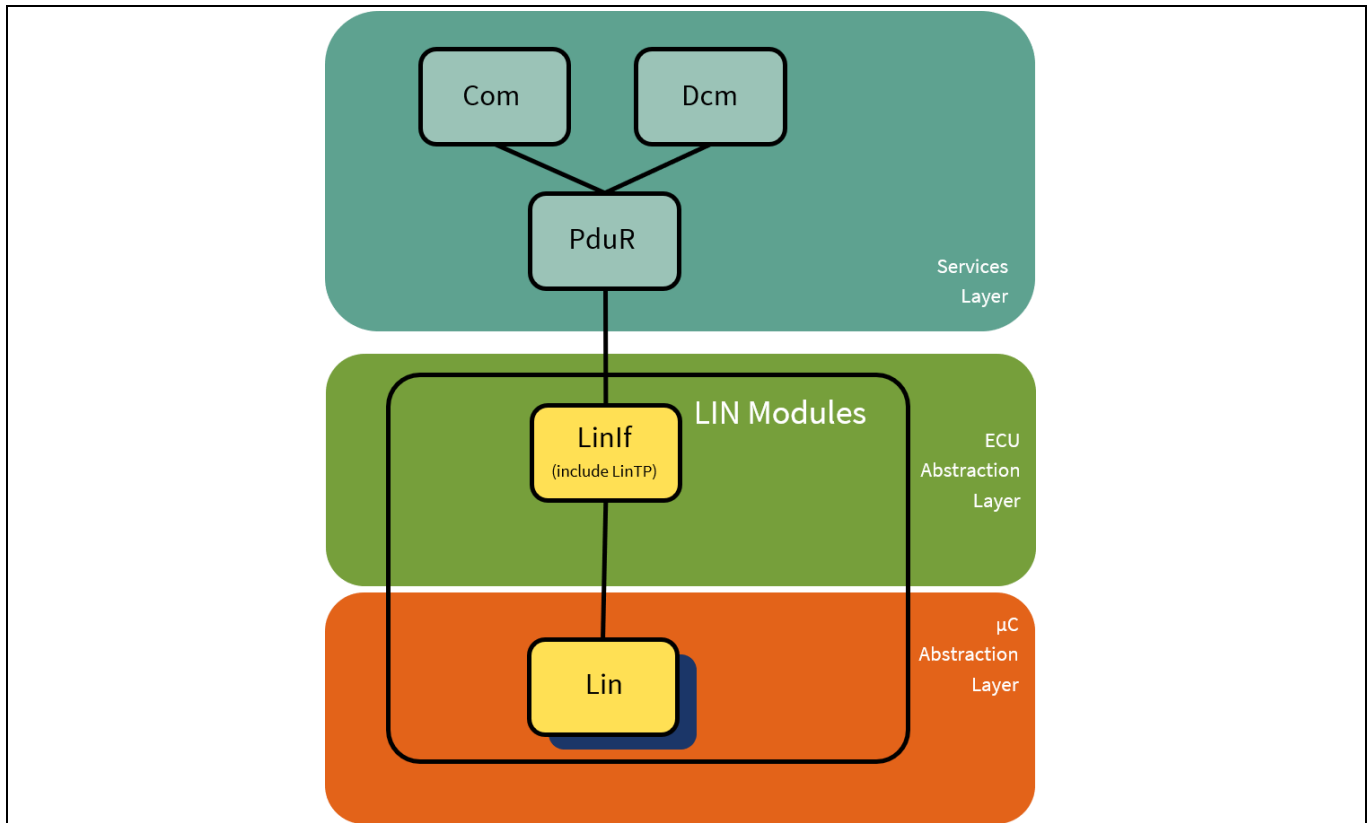 Com
Dcm
PduR
Services
Layer
LIN Modules
LinIf
(include LinTP)
ECU
Abstraction
Layer
µC
Abstraction
Layer
Lin